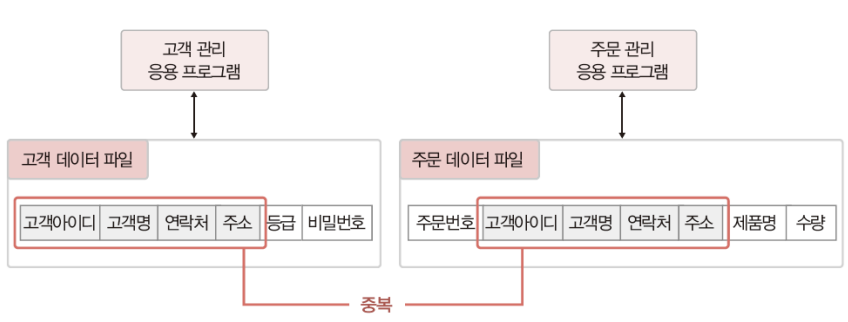 고객 관리
응용 프로그램
주문 관리
응용 프로그램
고객 데이터 파일
고객아이디 고객명 연락처 주소 등급 비밀번호
주문 데이터 파일
주문번호 고객아이디 고객명 연락처 주소 제품명 수량
중복